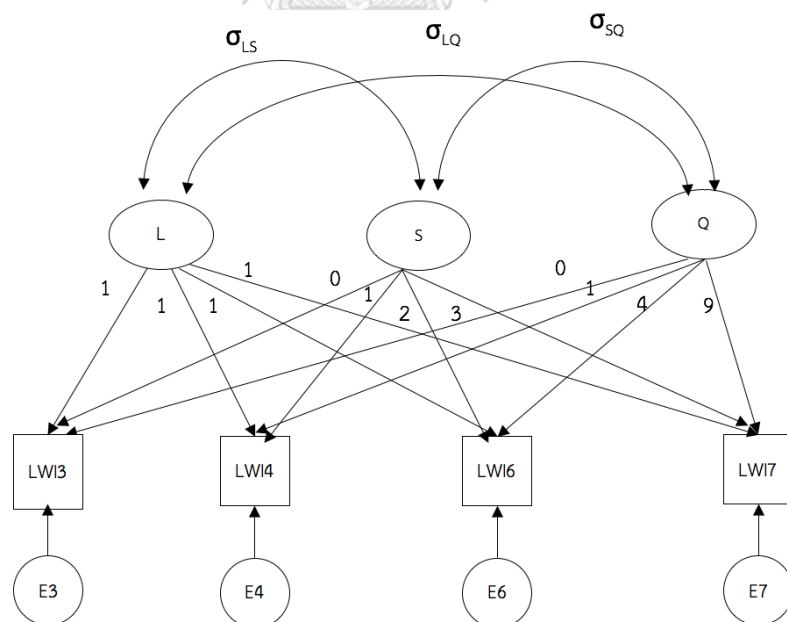 σLS σLQ σSQ
L S Q
1 1 1 1 0 1 2 3 0 1 4 9
LWI3 LWI4 LWI6 LWI7
E3 E4 E6 E7